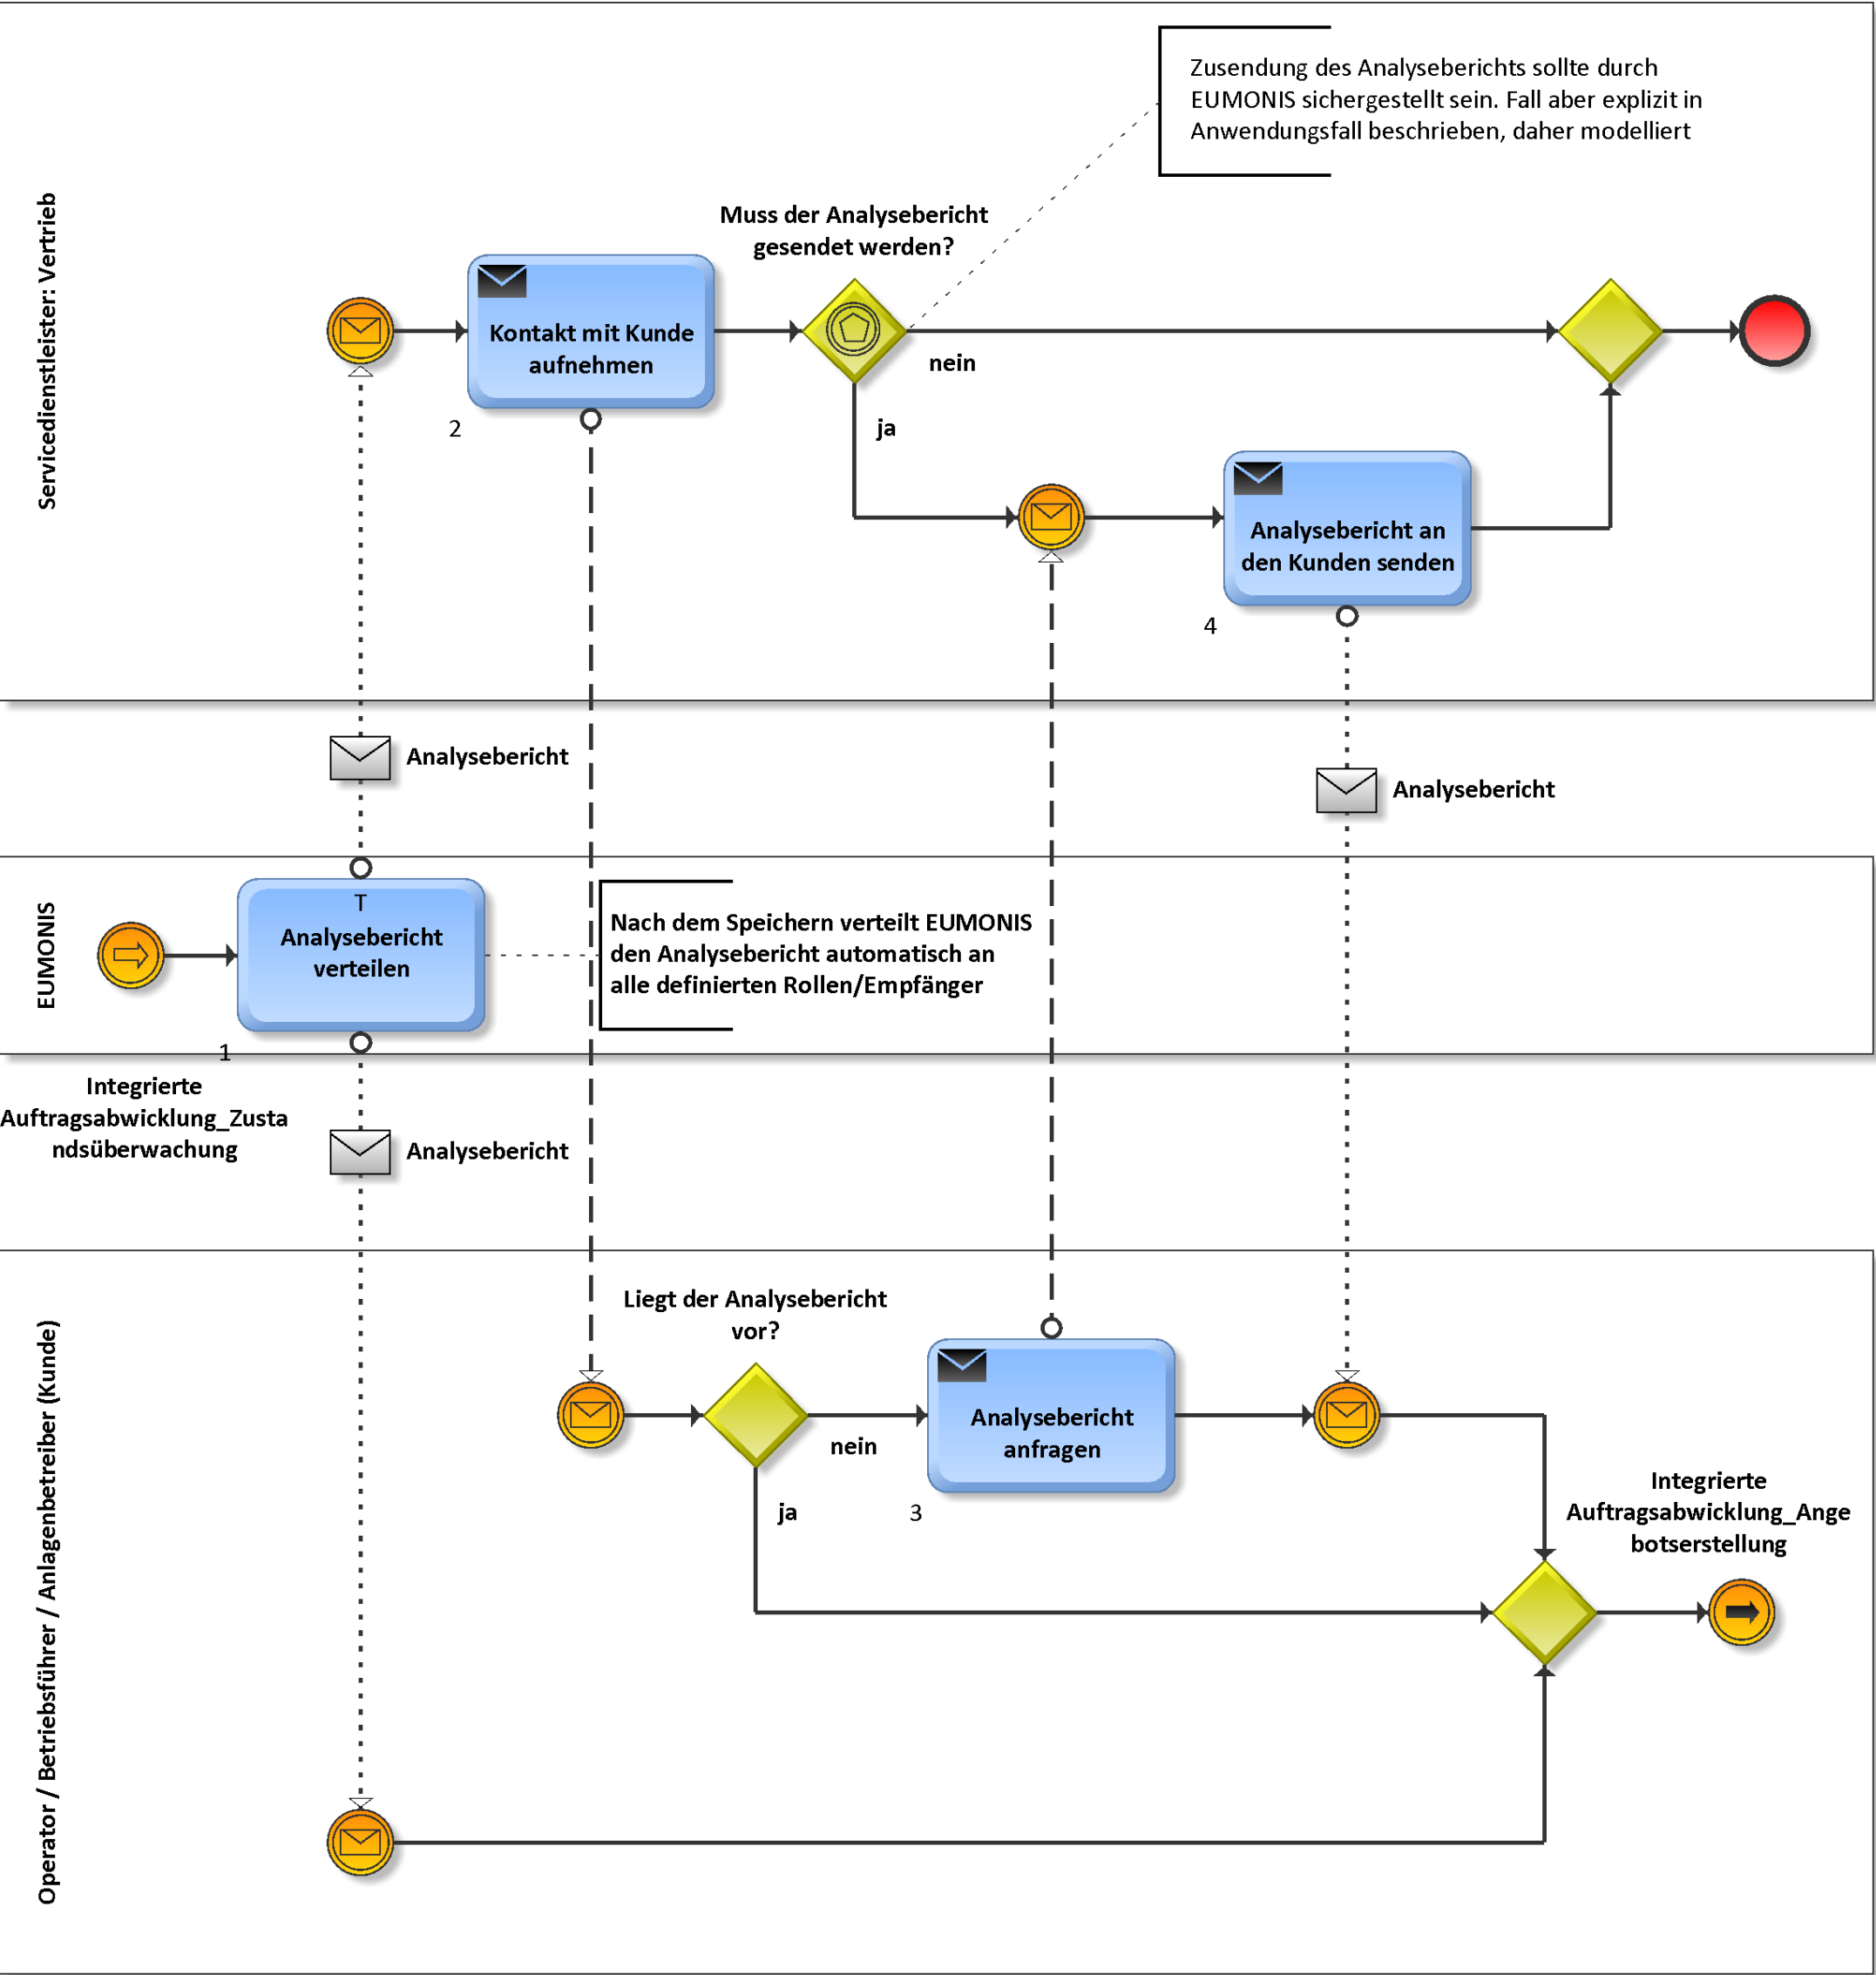 Zusendung des Analyseberichts sollte durch
EUMONIS sichergestellt sein. Fall aber explizit in
Anwendungsfall beschrieben, daher modelliert
Servicedienstleister: Vertrieb
Muss der Analysebericht
gesendet werden?
Kontakt mit Kunde
aufnehmen
nein
2
ja
Analysebericht an
den Kunden senden
4
Analysebericht
Analysebericht
EUMONIS
T
Analysebericht
verteilen
Nach dem Speichern verteilt EUMONIS
den Analysebericht automatisch an
alle definierten Rollen/Empfänger
1
Integrierte
Auftragsabwicklung_Zusta
ndsüberwachung
Analysebericht
Operator / Betriebsführer / Anlagenbetreiber (Kunde)
Liegt der Analysebericht
vor?
Analysebericht
anfragen
nein
ja
3
Integrierte
Auftragsabwicklung_Ange
botserstellung